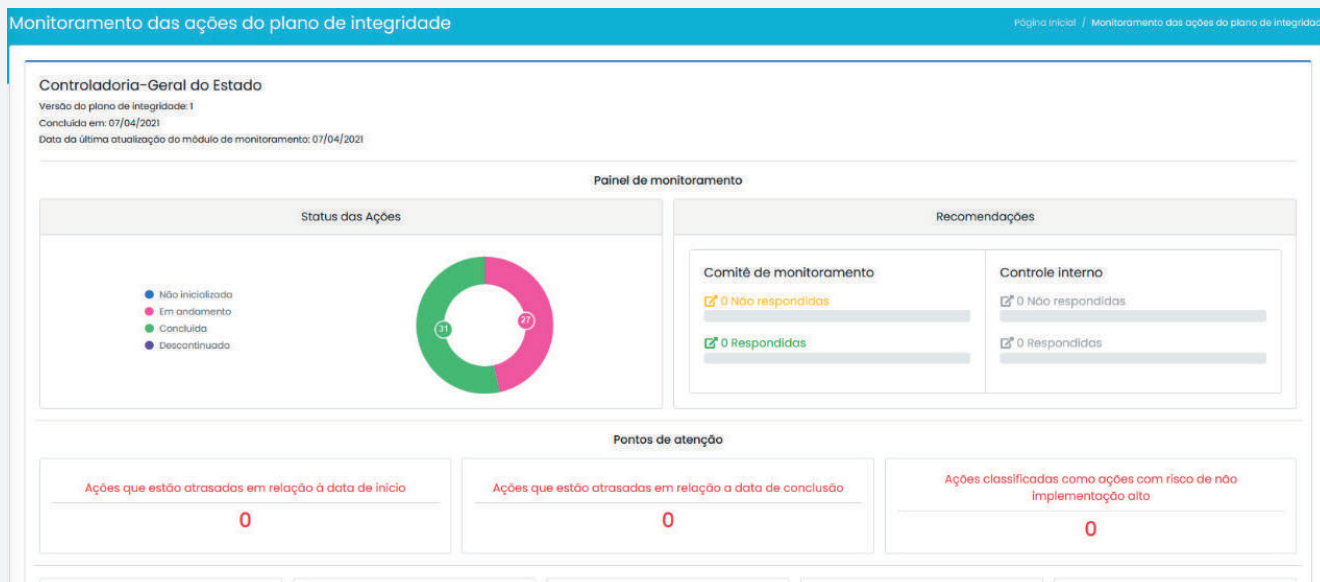 Monitoramento das ações do plano de integridade
Página Inicial / Monitoramento das ações do plano de integridad
Controladoria-Geral do Estado
Versão do plano de integridade: 1
Concluída em: 07/04/2021
Data da última atualização do módulo de monitoramento: 07/04/2021
Painel de monitoramento
Status das Ações
Não inicializada
Em andamento
Concluída
Descontinuada
31
27
Recomendações
Comitê de monitoramento
0 Não respondidas
0 Respondidas
Controle interno
0 Não respondidas
0 Respondidas
Pontos de atenção
Ações que estão atrasadas em relação à data de início
0
Ações que estão atrasadas em relação a data de conclusão
0
Ações classificadas como ações com risco de não
implementação alto
0